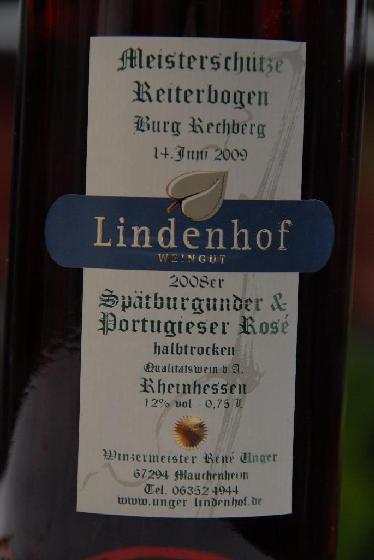 Meisterschütze
Reiterbogen
Burg Rechberg
14. Juni 2009
Lindenhof
WEINGUT
2008er
Spätburgunder &
Portugieser Rosé
halbtrocken
Qualitätswein b.A.
Rheinhessen
12% vol - 0,75 l
Winzermeister René Unger
67294 Mauchenheim
Tel. 06352 4944
www.unger-lindenhof.de